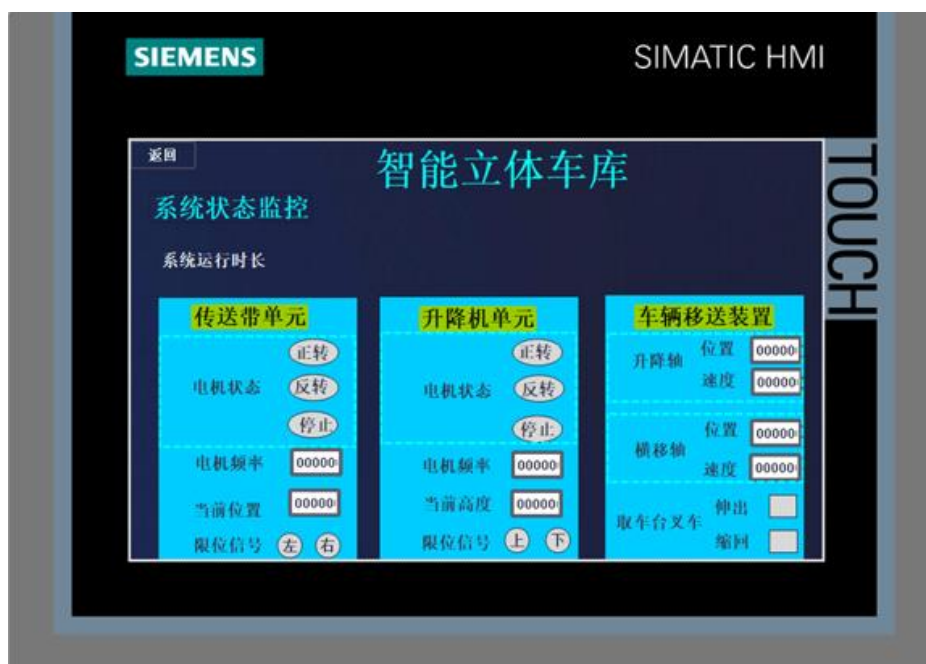 SIEMENS
SIMATIC HMI
TOUCH
返回
智能立体车库
系统状态监控
系统运行时长
传送带单元
电机状态
正转
反转
停止
电机频率 00000
当前位置 00000
限位信号 左 右
升降机单元
电机状态
正转
反转
停止
电机频率 00000
当前高度 00000
限位信号 上 下
车辆移送装置
升降轴
位置 00000
速度 00000
横移轴
位置 00000
速度 00000
取车台叉车
伸出
缩回